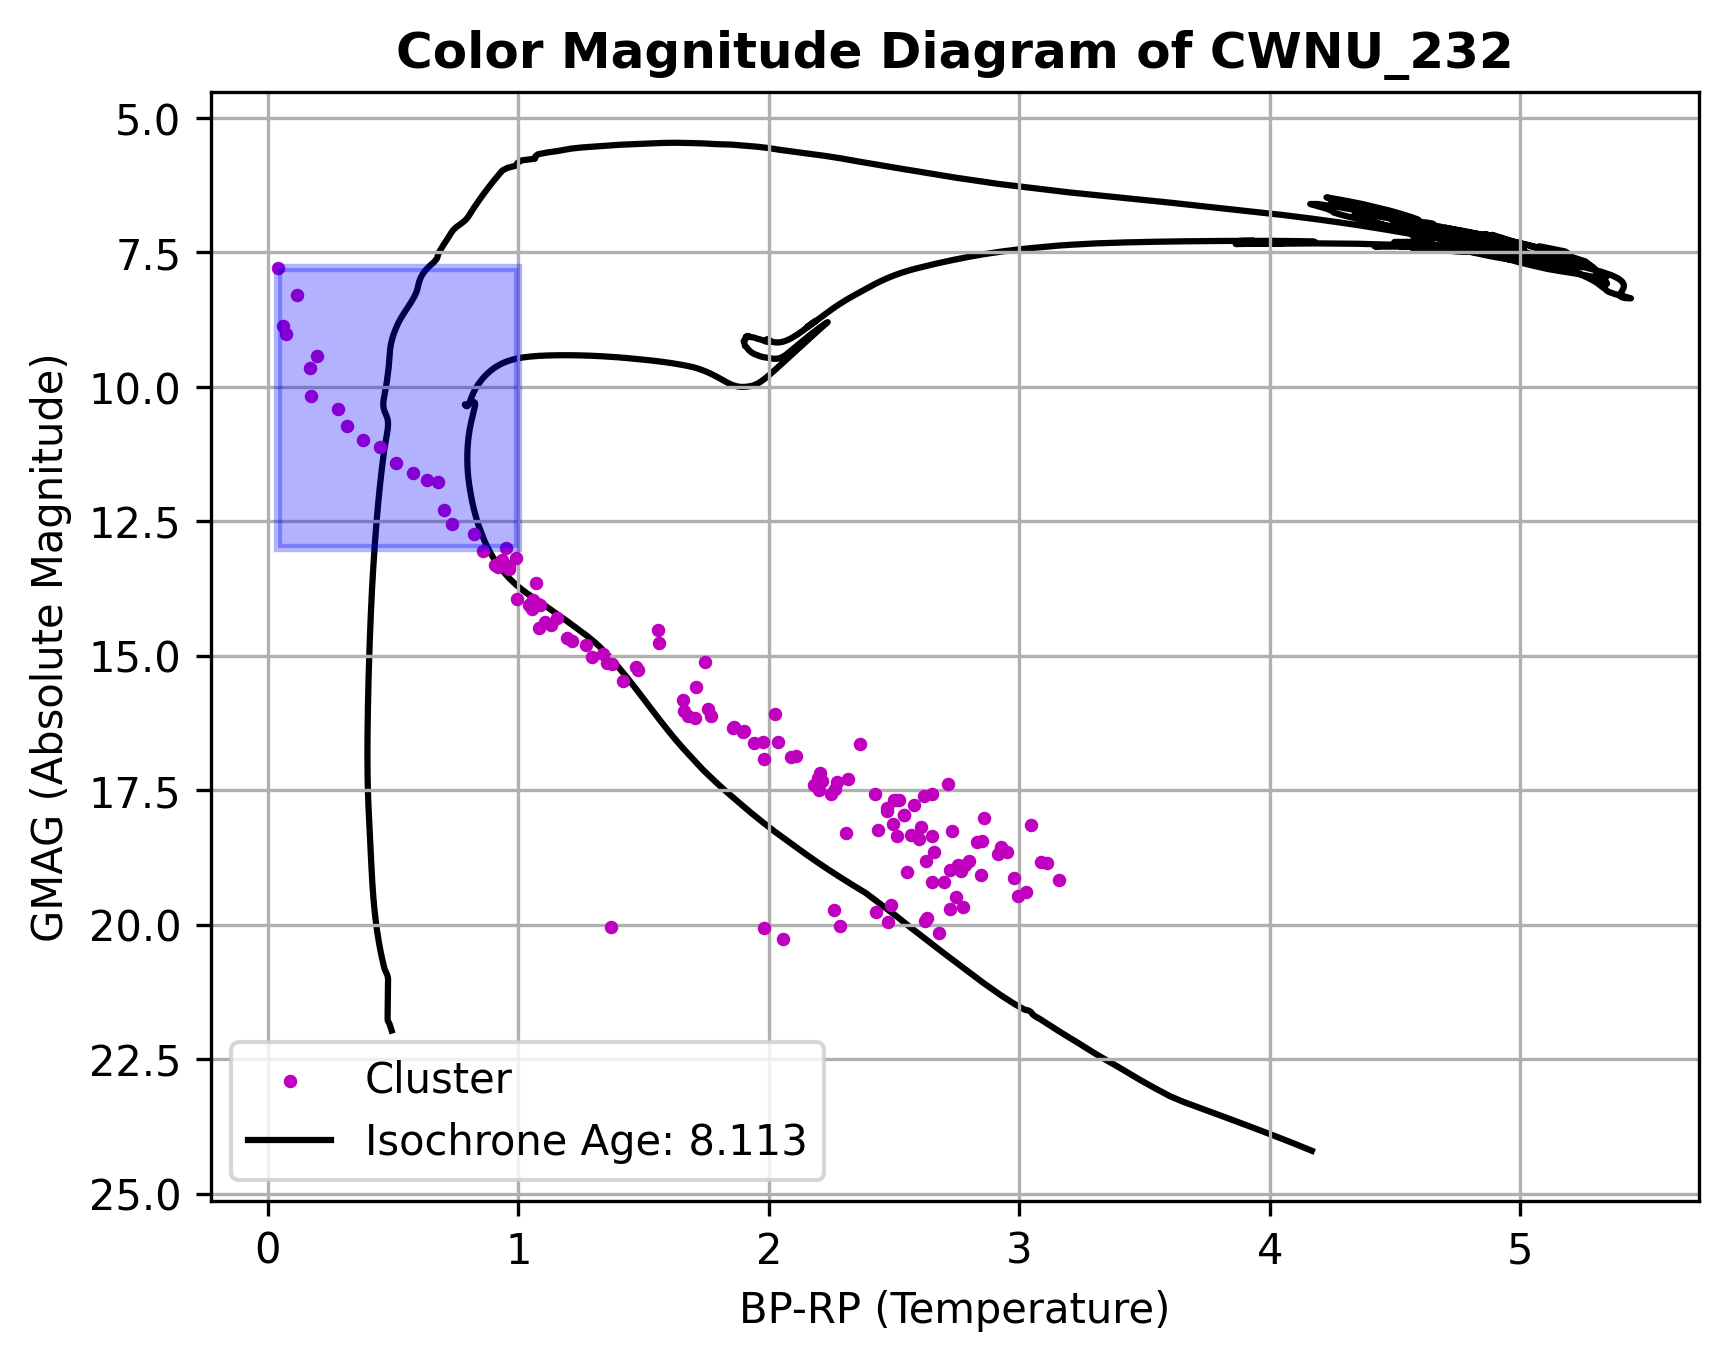 Color Magnitude Diagram of CWNU_232
GMAG (Absolute Magnitude)
5.0
7.5
10.0
12.5
15.0
17.5
20.0
22.5
25.0
Cluster
Isochrone Age: 8.113
0 1 2 3 4 5
BP-RP (Temperature)